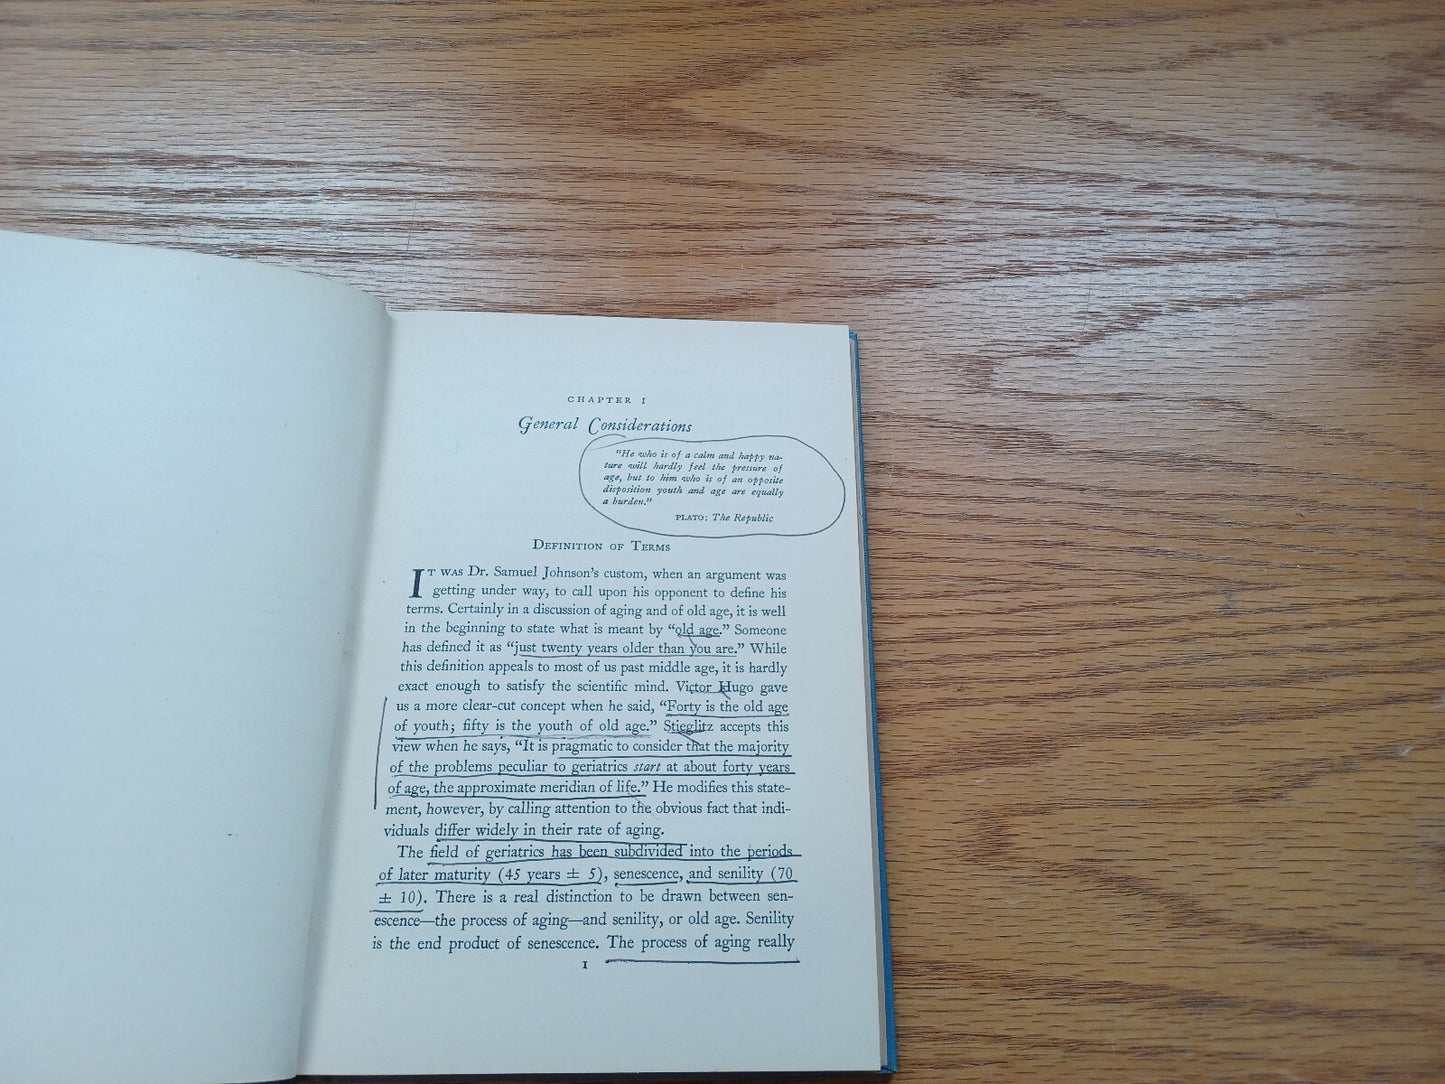 CHAPTER I
General Considerations
"He who is of a calm and happy na-
ture will hardly feel the pressure of
age, but to him who is of an opposite
disposition youth and age are equally
a burden."
PLATO: The Republic
DEFINITION OF TERMS
IT WAS Dr. Samuel Johnson's custom, when an argument was
getting under way, to call upon his opponent to define his
terms. Certainly in a discussion of aging and of old age, it is well
in the beginning to state what is meant by "old age." Someone
has defined it as "just twenty years older than you are." While
this definition appeals to most of us past middle age, it is hardly
exact enough to satisfy the scientific mind. Victor Hugo gave
us a more clear-cut concept when he said, "Forty is the old age
of youth; fifty is the youth of old age." Stieglitz accepts this
view when he says, "It is pragmatic to consider that the majority
of the problems peculiar to geriatrics start at about forty years
of age, the approximate meridian of life." He modifies this state-
ment, however, by calling attention to the obvious fact that indi-
viduals differ widely in their rate of aging.
The field of geriatrics has been subdivided into the periods
of later maturity (45 years ± 5), senescence, and senility (70
± 10). There is a real distinction to be drawn between sen-
escence—the process of aging—and senility, or old age. Senility
is the end product of senescence. The process of aging really
I